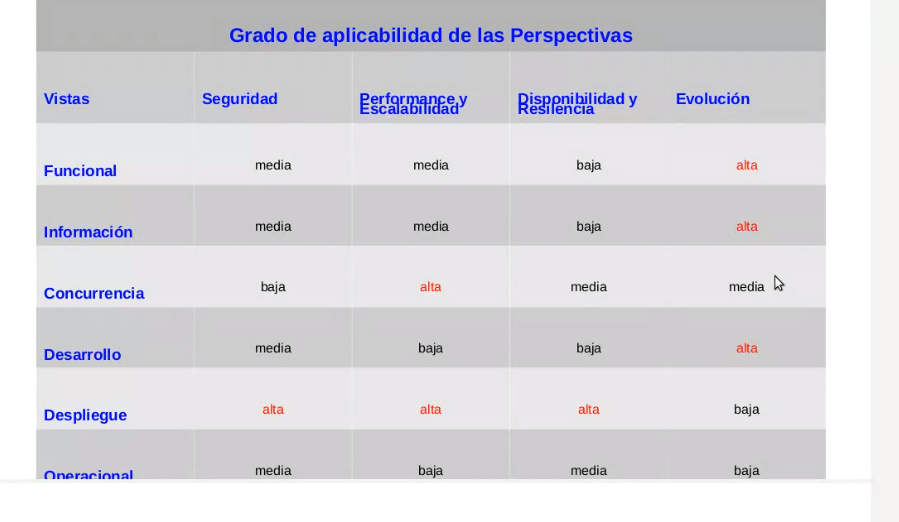 Grado de aplicabilidad de las Perspectivas
Vistas Seguridad Performance y Escalabilidad Disponibilidad y Resilencia Evolución
Funcional media media baja alta
Información media media baja alta
Concurrencia baja alta media media
Desarrollo media baja baja alta
Despliegue alta alta alta baja
Operacional media baja media baja